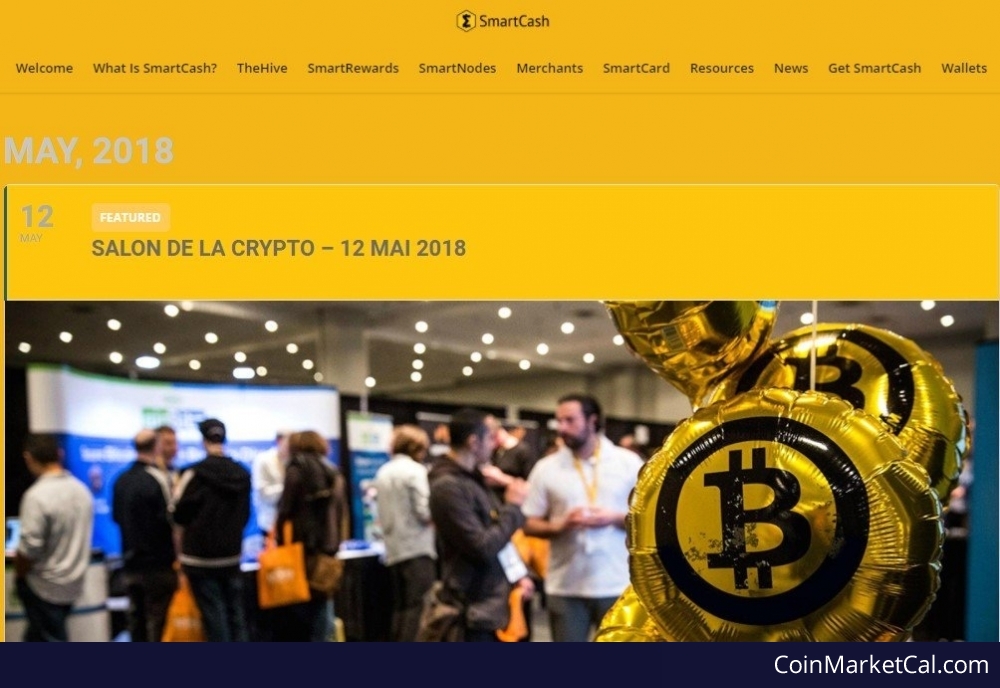 SmartCash
Welcome What Is SmartCash? TheHive SmartRewards SmartNodes Merchants SmartCard Resources News Get SmartCash Wallets
MAY, 2018
12
MAY
FEATURED
SALON DE LA CRYPTO – 12 MAI 2018
CoinMarketCal.com